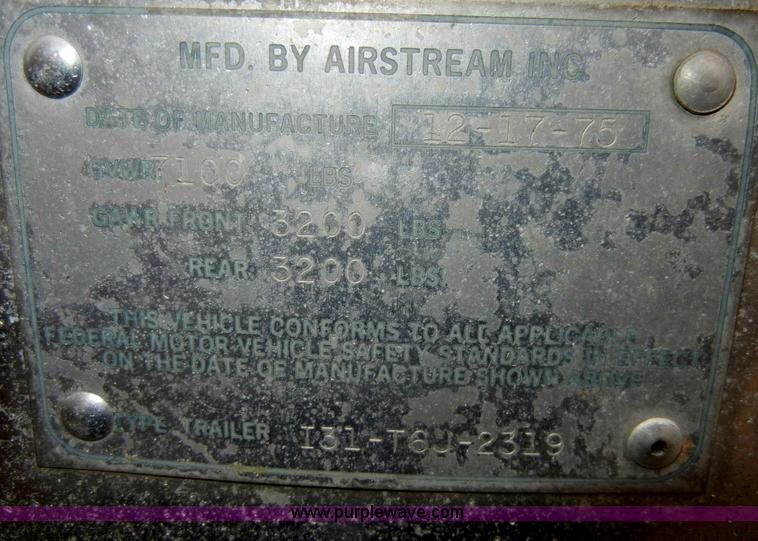 MFD. BY AIRSTREAM INC.
DATE OF MANUFACTURE 12-17-75
GVWR 7100 LBS
GAWR FRONT 3200 LBS
REAR 3200 LBS
THIS VEHICLE CONFORMS TO ALL APPLICABLE
FEDERAL MOTOR VEHICLE SAFETY STANDARDS IN EFFECT
ON THE DATE OF MANUFACTURE SHOWN ABOVE
TYPE TRAILER I31-T6J-2319
www.purplewave.com